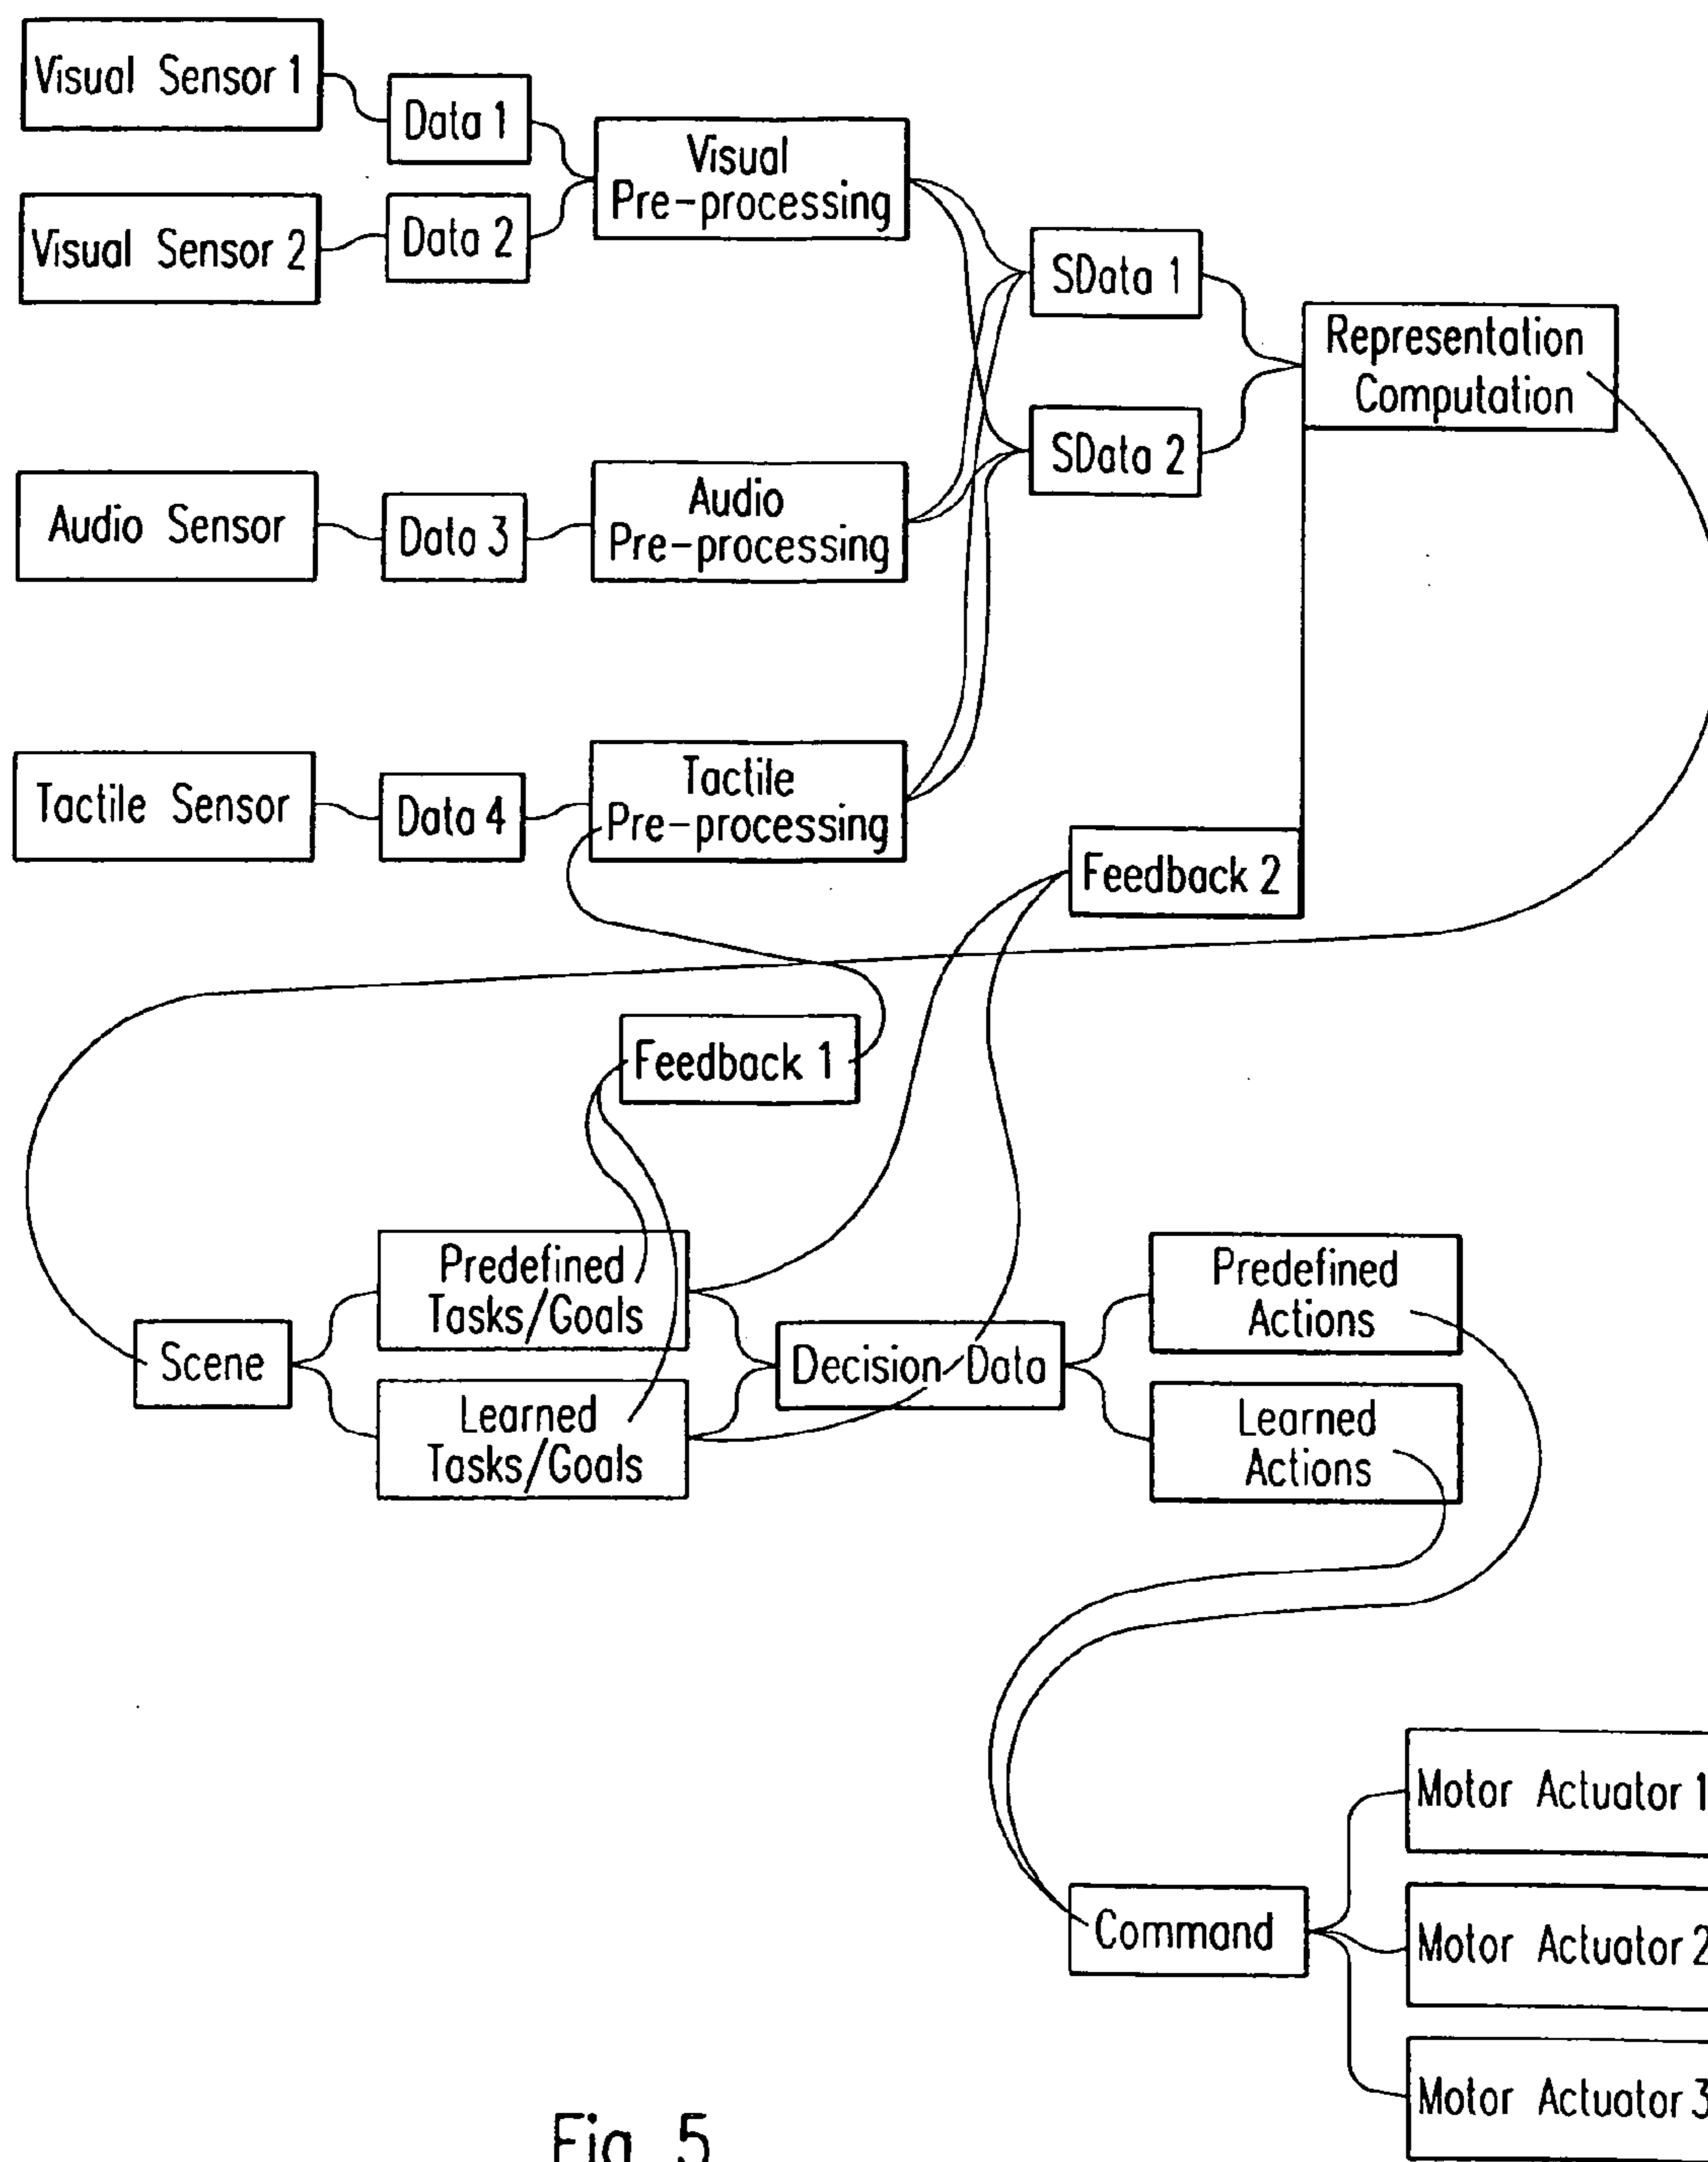 Visual Sensor 1
Data 1
Visual
Pre-processing
Visual Sensor 2
Data 2
SData 1
Representation
Computation
SData 2
Audio Sensor
Data 3
Audio
Pre-processing
Tactile Sensor
Data 4
Tactile
Pre-processing
Feedback 2
Feedback 1
Predefined
Tasks/Goals
Scene
Learned
Tasks/Goals
Decision Data
Predefined
Actions
Learned
Actions
Command
Motor Actuator 1
Motor Actuator 2
Motor Actuator 3
Fig. 5